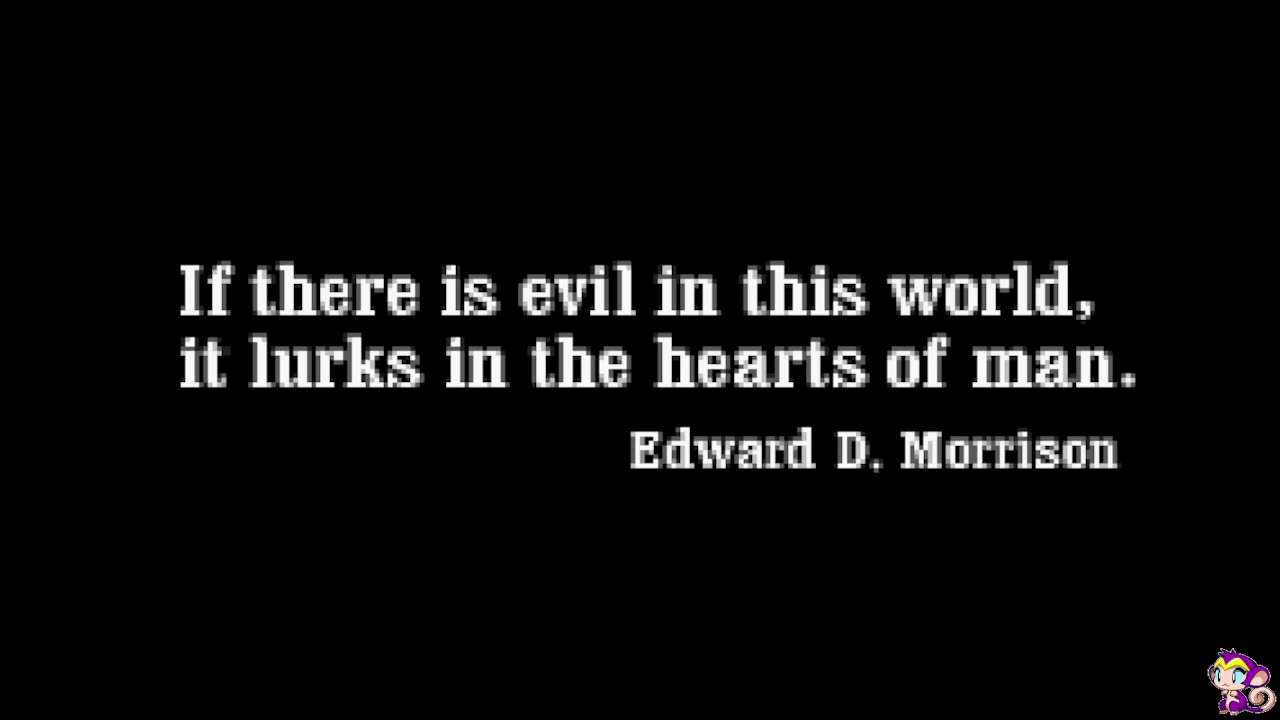 If there is evil in this world,
it lurks in the hearts of man.
Edward D. Morrison